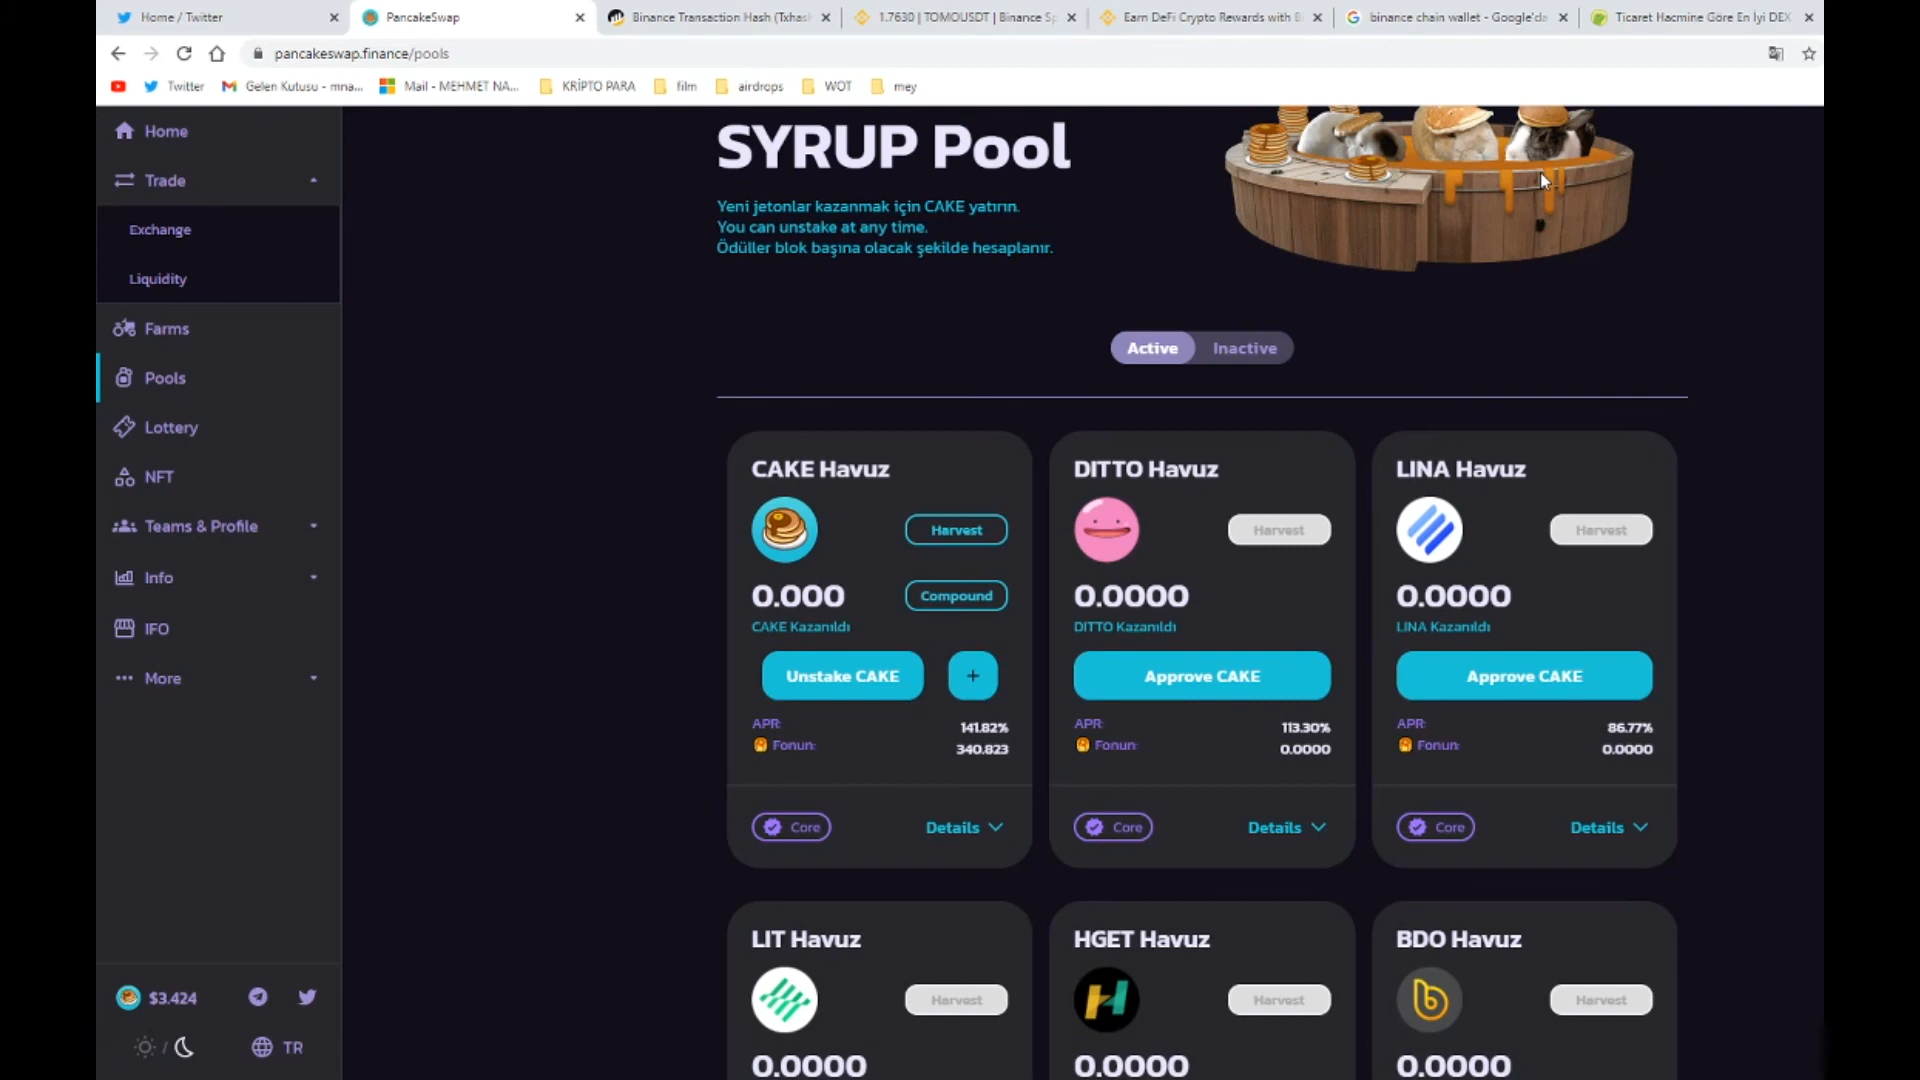 Home / Twitter
PancakeSwap
Binance Transaction Hash (Txhas
1.7630 | TOMOUSDT | Binance Sp
Earn DeFi Crypto Rewards with B
binance chain wallet - Google'da
Ticaret Hacmine Göre En İyi DEX
pancakeswap.finance/pools
Twitter
Gelen Kutusu - mna...
Mail - MEHMET NA...
KRİPTO PARA
film
airdrops
WOT
mey
Home
Trade
Exchange
Liquidity
Farms
Pools
Lottery
NFT
Teams & Profile
Info
IFO
More
$3.424
/
TR
SYRUP Pool
Yeni jetonlar kazanmak için CAKE yatırın.
You can unstake at any time.
Ödüller blok başına olacak şekilde hesaplanır.
Active
Inactive
CAKE Havuz
Harvest
0.000
Compound
CAKE Kazanıldı
Unstake CAKE
+
APR:
141.82%
Fonun:
340.823
Core
Details
DITTO Havuz
Harvest
0.0000
DITTO Kazanıldı
Approve CAKE
APR:
113.30%
Fonun:
0.0000
Core
Details
LINA Havuz
Harvest
0.0000
LINA Kazanıldı
Approve CAKE
APR:
86.77%
Fonun:
0.0000
Core
Details
LIT Havuz
Harvest
0.0000
HGET Havuz
Harvest
0.0000
BDO Havuz
Harvest
0.0000